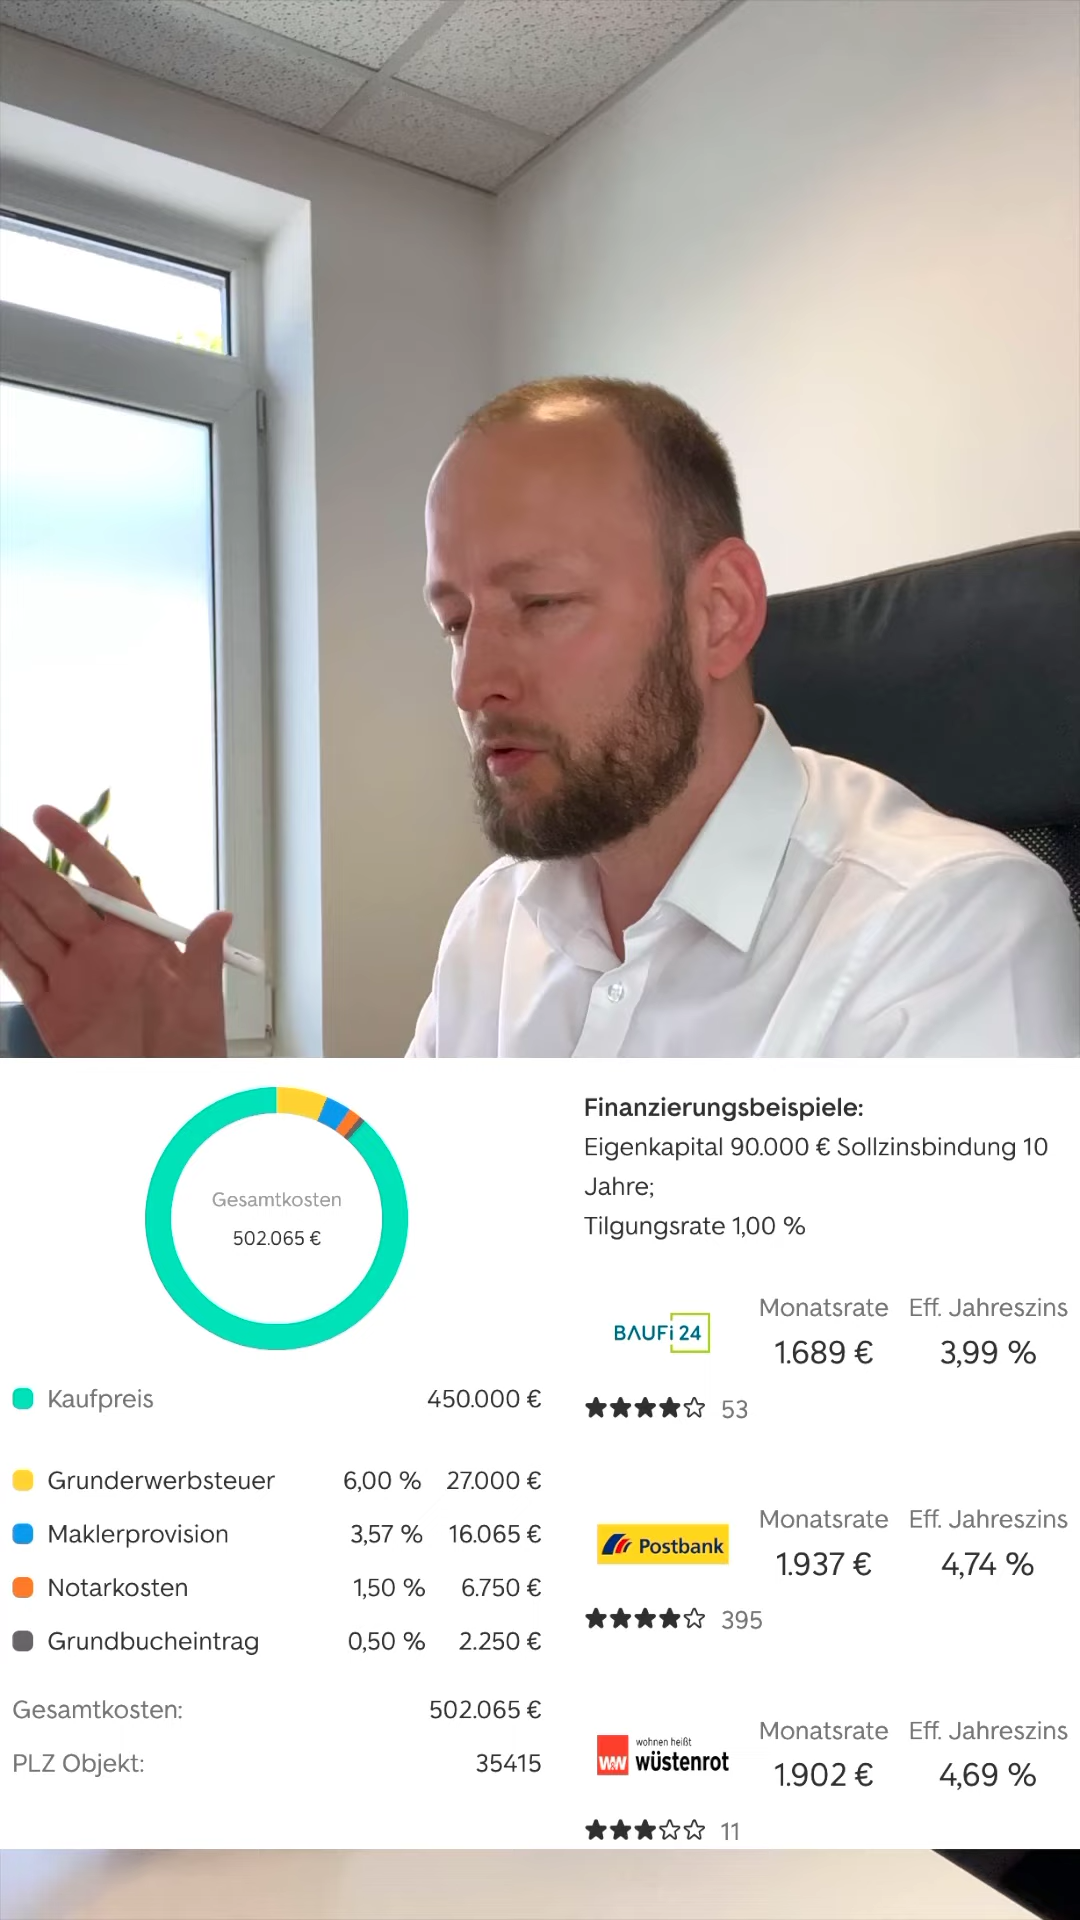 Gesamtkosten
502.065 €
Kaufpreis 450.000 €
Grunderwerbsteuer 6,00 % 27.000 €
Maklerprovision 3,57 % 16.065 €
Notarkosten 1,50 % 6.750 €
Grundbucheintrag 0,50 % 2.250 €
Gesamtkosten: 502.065 €
PLZ Objekt: 35415
Finanzierungsbeispiele:
Eigenkapital 90.000 € Sollzinsbindung 10
Jahre;
Tilgungsrate 1,00 %
Monatsrate Eff. Jahreszins
BAUFi 24
1.689 € 3,99 %
53
Monatsrate Eff. Jahreszins
Postbank
1.937 € 4,74 %
395
Monatsrate Eff. Jahreszins
wohnen heißt
W&W wüstenrot
1.902 € 4,69 %
11